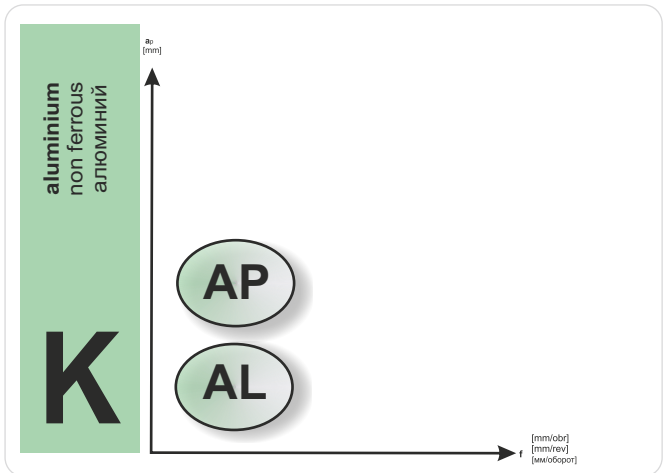 aluminium
non ferrous
алюминий
K
ap
[mm]
AP
AL
f
[mm/obr]
[mm/rev]
[мм/оборот]